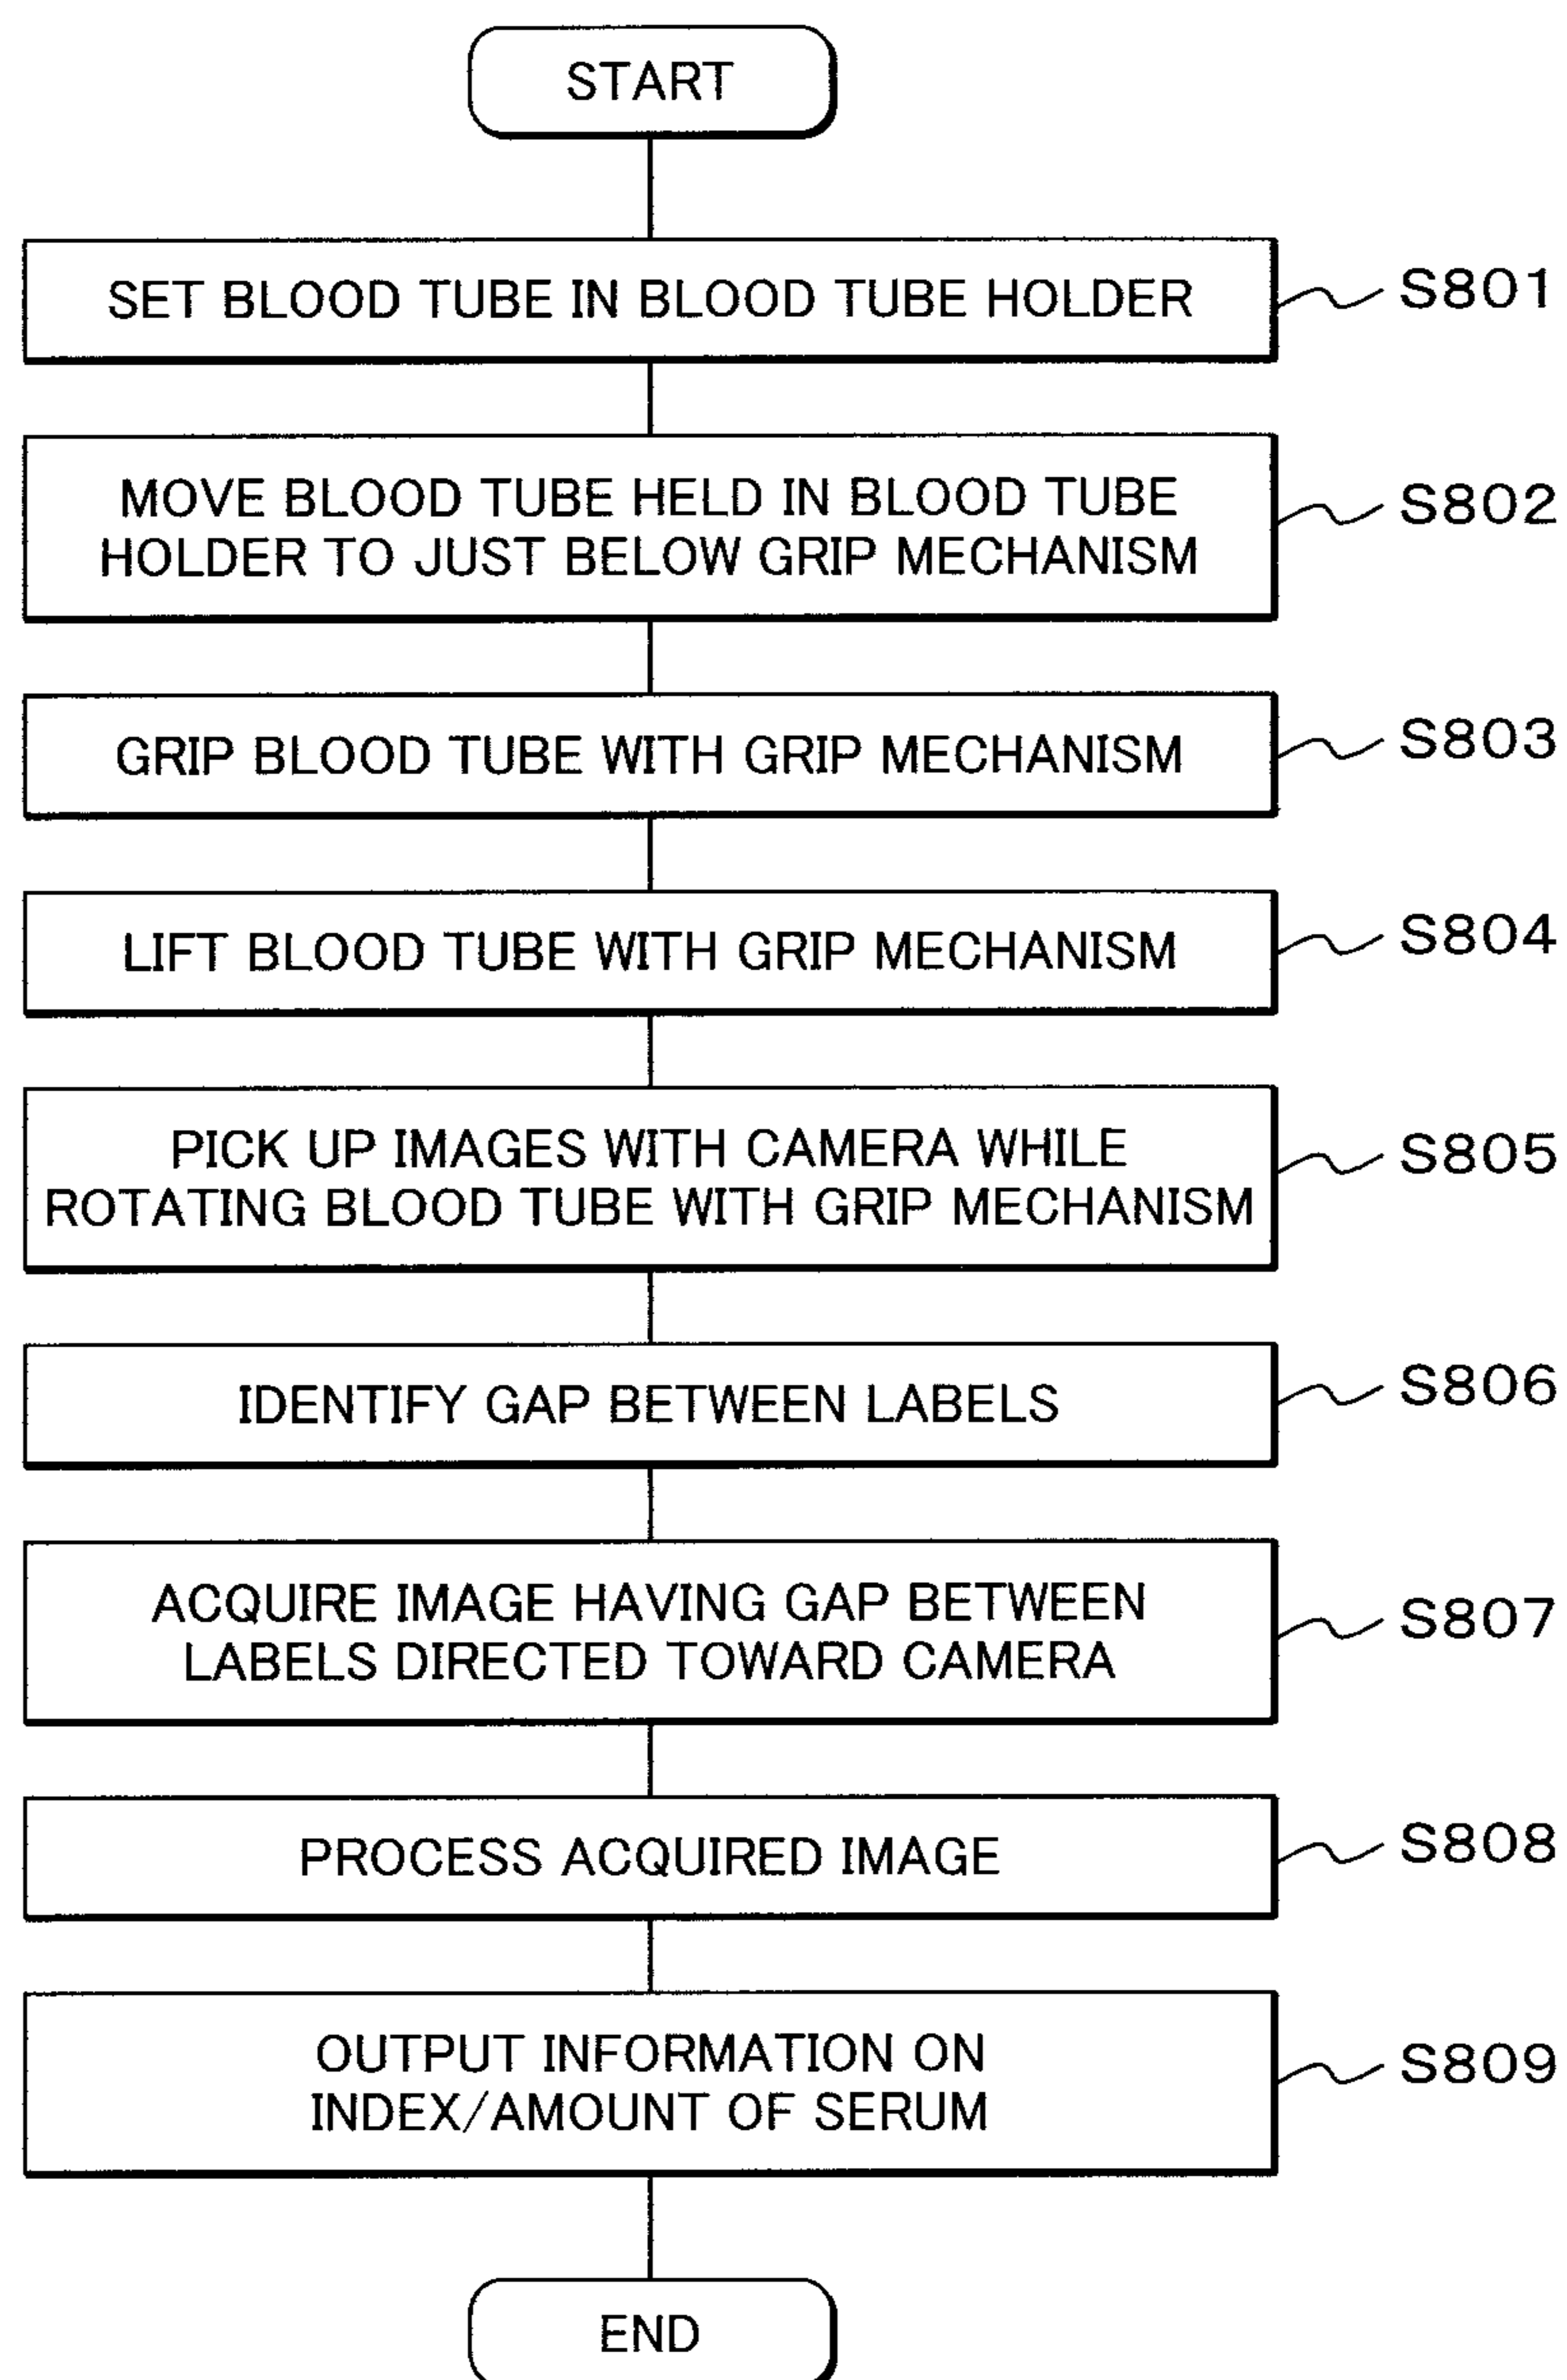 START
SET BLOOD TUBE IN BLOOD TUBE HOLDER
S801
MOVE BLOOD TUBE HELD IN BLOOD TUBE
HOLDER TO JUST BELOW GRIP MECHANISM
S802
GRIP BLOOD TUBE WITH GRIP MECHANISM
S803
LIFT BLOOD TUBE WITH GRIP MECHANISM
S804
PICK UP IMAGES WITH CAMERA WHILE
ROTATING BLOOD TUBE WITH GRIP MECHANISM
S805
IDENTIFY GAP BETWEEN LABELS
S806
ACQUIRE IMAGE HAVING GAP BETWEEN
LABELS DIRECTED TOWARD CAMERA
S807
PROCESS ACQUIRED IMAGE
S808
OUTPUT INFORMATION ON
INDEX/AMOUNT OF SERUM
S809
END